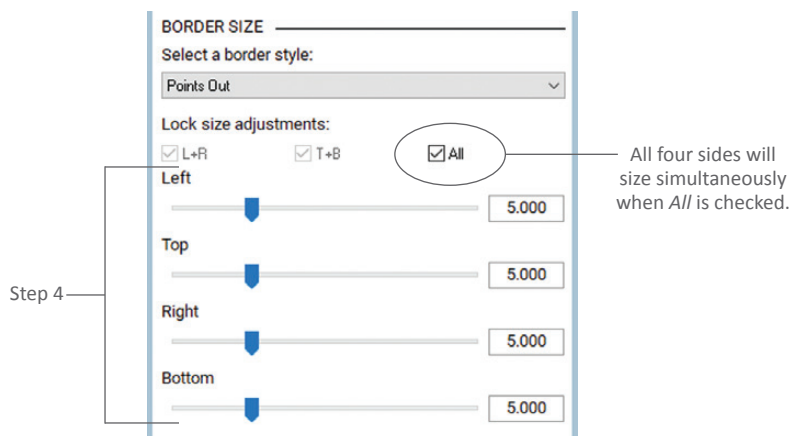 BORDER SIZE
Select a border style:
Points Out
Lock size adjustments:
L+R T+B All
All four sides will
size simultaneously
when All is checked.
Left
5.000
Top
5.000
Step 4
Right
5.000
Bottom
5.000